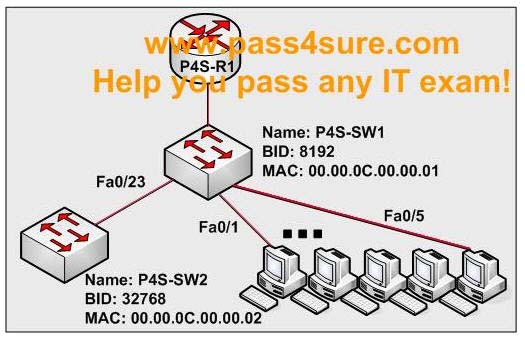 www.pass4sure.com
P4S-R1
Help you pass any IT exam!
Name: P4S-SW1
BID: 8192
MAC: 00.00.0C.00.00.01
Fa0/23
Fa0/1
Fa0/5
Name: P4S-SW2
BID: 32768
MAC: 00.00.0C.00.00.02